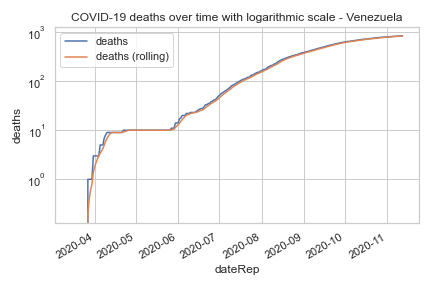 COVID-19 deaths over time with logarithmic scale - Venezuela
deaths
deaths (rolling)
deaths
10³
10²
10¹
10⁰
2020-04
2020-05
2020-06
2020-07
2020-08
2020-09
2020-10
2020-11
dateRep